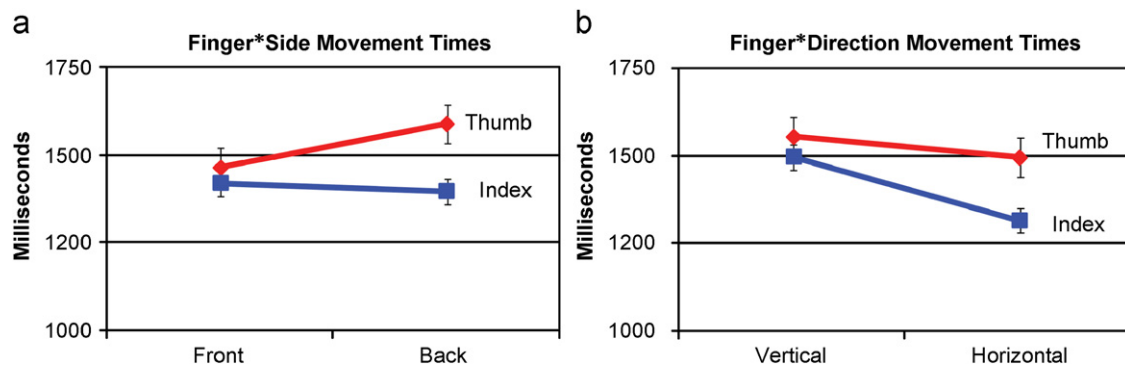 a
Finger*Side Movement Times
Milliseconds
1750
1500
1200
1000
Thumb
Index
Front Back
b
Finger*Direction Movement Times
Milliseconds
1750
1500
1200
1000
Thumb
Index
Vertical Horizontal